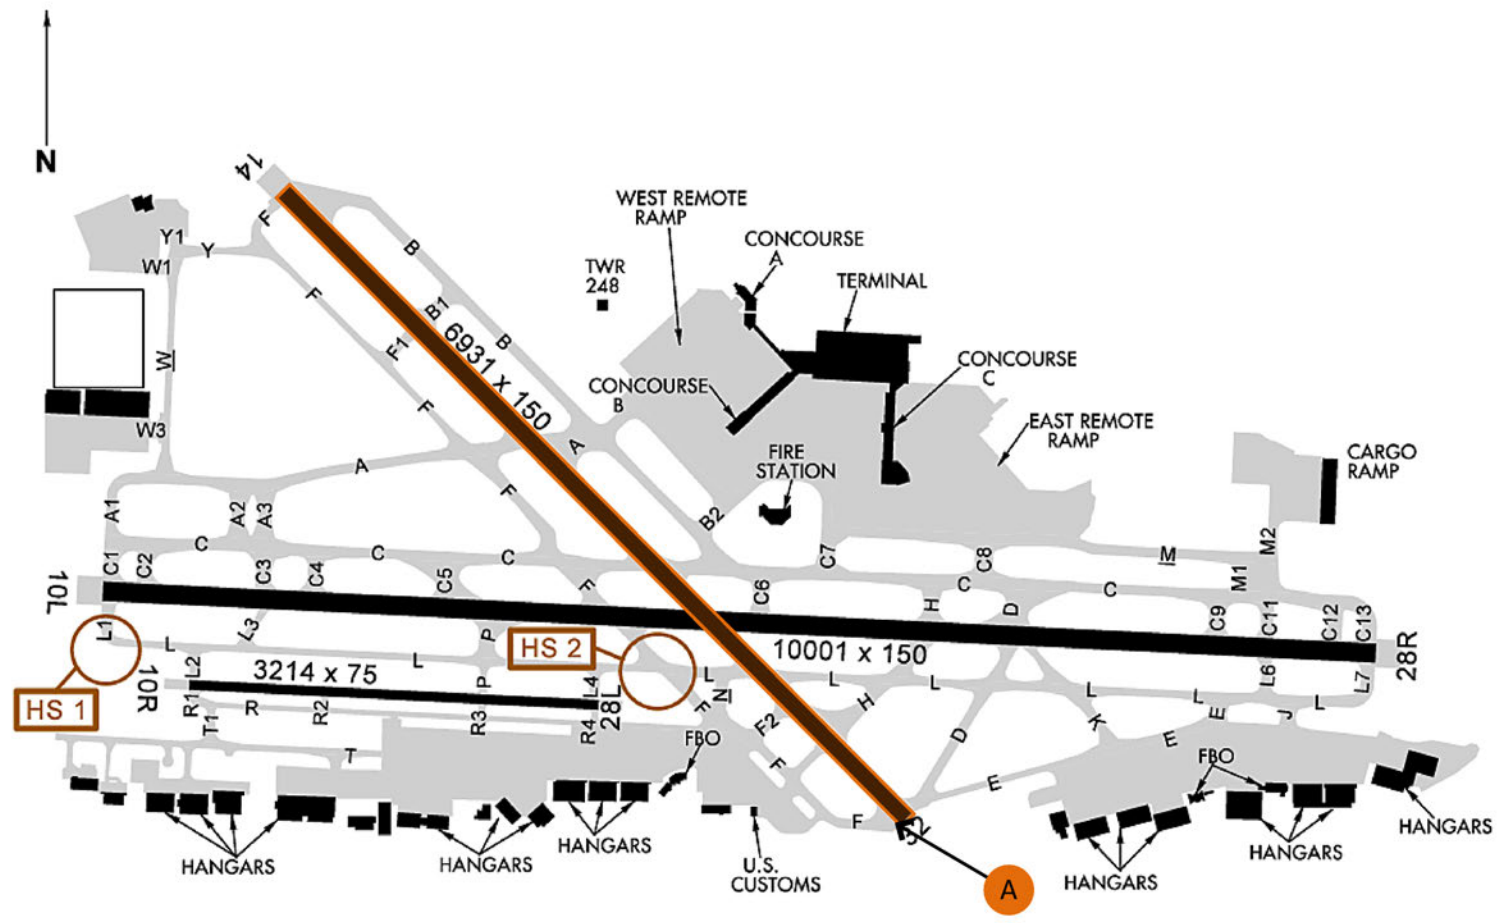 N
14
F
B
Y1
Y
W1
W
W3
F
B1
B
F1
F
6931 x 150
A
A
F
B2
WEST REMOTE
RAMP
TWR
248
CONCOURSE
A
TERMINAL
CONCOURSE
B
CONCOURSE
C
FIRE
STATION
EAST REMOTE
RAMP
CARGO
RAMP
A1
A2
A3
C
C
C
C1
C2
C3
C4
C5
F
C6
C7
C8
C
C
M
M1
M2
H
D
C9
C11
C12
C13
10L
28R
10001 x 150
L1
L
L3
L
P
HS 2
HS 1
10R
L2
3214 x 75
P
L4
28L
L
N
L
L
L
L
L6
L
L7
R1
R
R2
R3
R4
T1
T
F
F2
F
H
D
K
E
E
J
E
F
32
FBO
FBO
HANGARS
HANGARS
HANGARS
U.S.
CUSTOMS
A
HANGARS
HANGARS
HANGARS